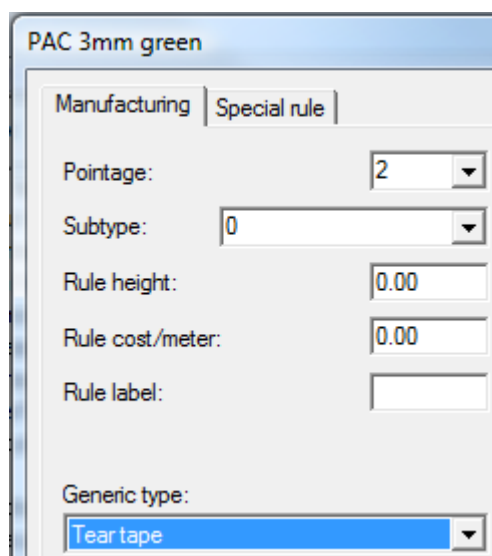 PAC 3mm green
Manufacturing Special rule
Pointage: 2
Subtype: 0
Rule height: 0.00
Rule cost/meter: 0.00
Rule label:
Generic type:
Tear tape